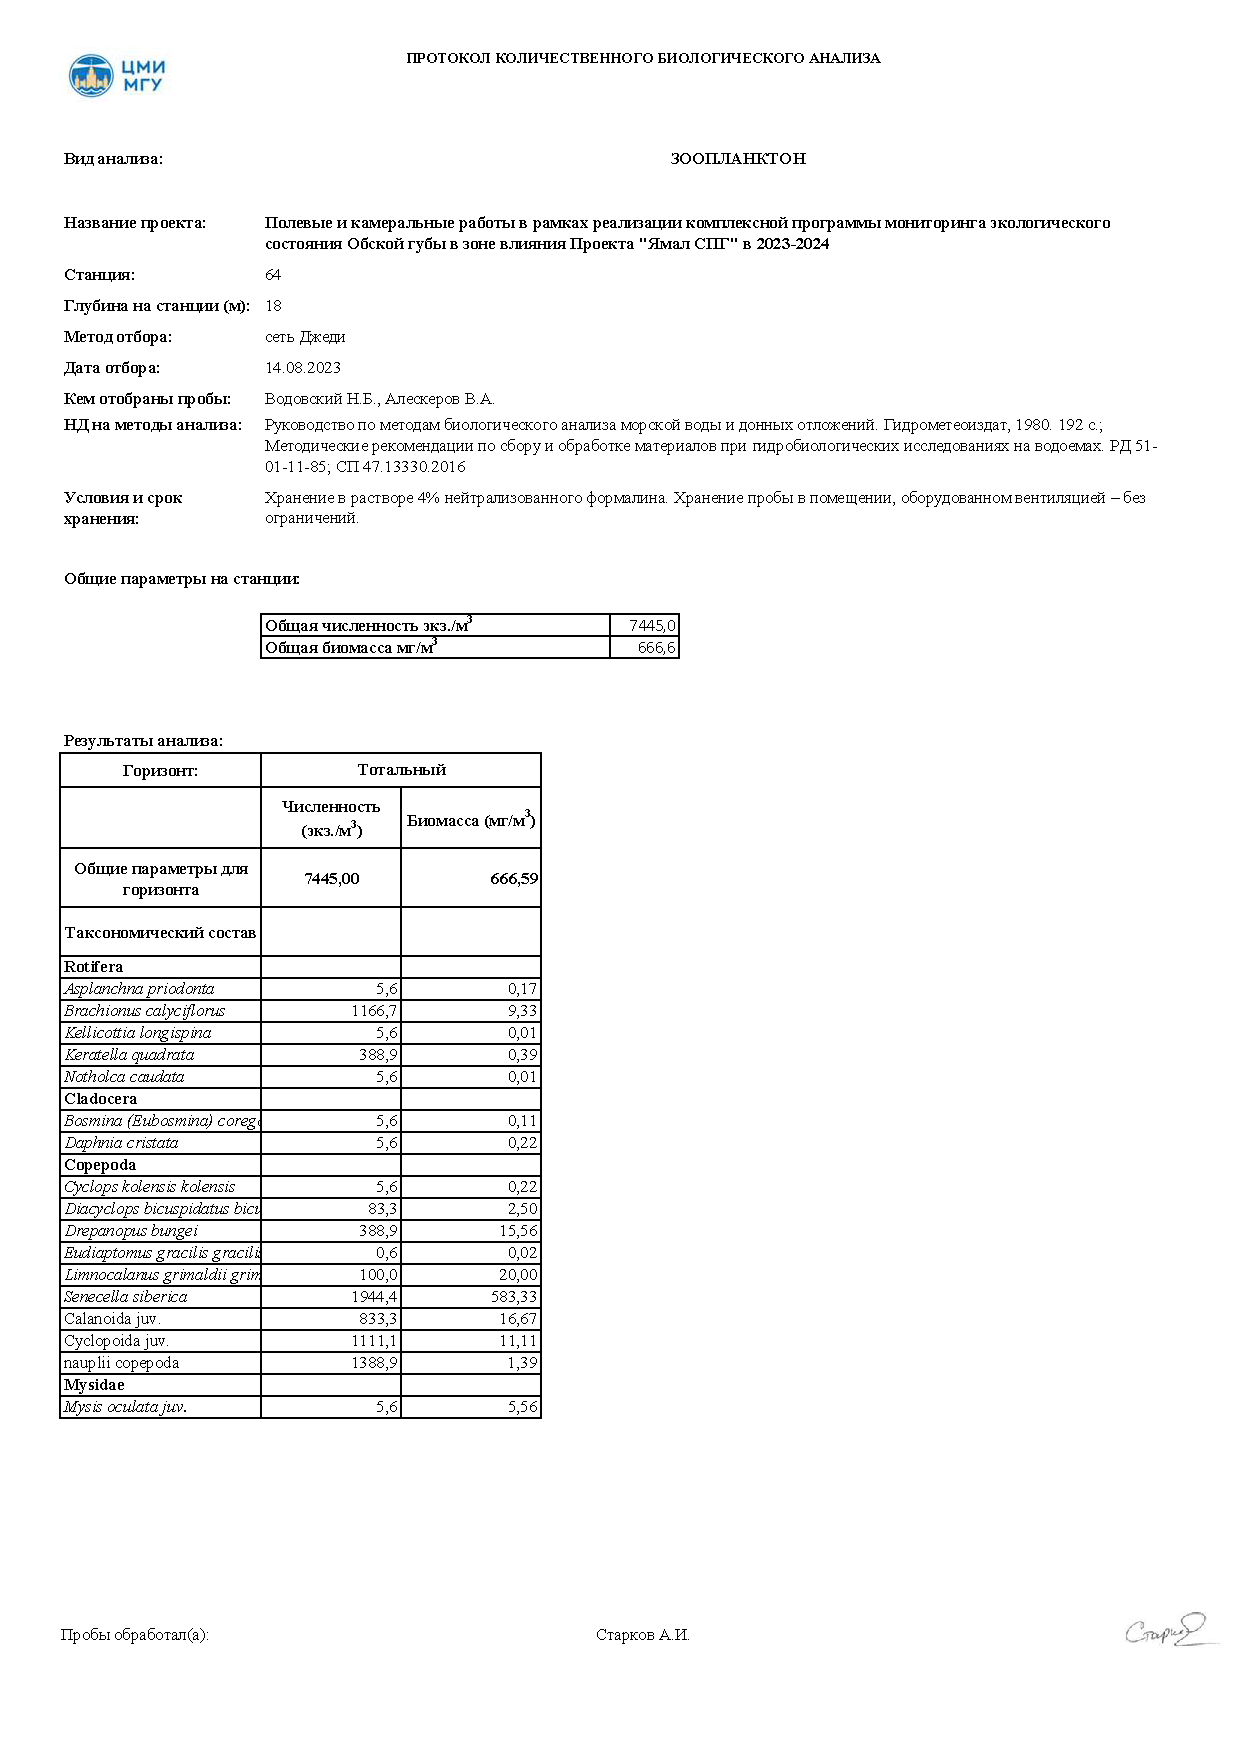 ЦМИ
МГУ
ПРОТОКОЛ КОЛИЧЕСТВЕННОГО БИОЛОГИЧЕСКОГО АНАЛИЗА
Вид анализа: ЗООПЛАНКТОН
Название проекта: Полевые и камеральные работы в рамках реализации комплексной программы мониторинга экологического
состояния Обской губы в зоне влияния Проекта "Ямал СПГ" в 2023-2024
Станция: 64
Глубина на станции (м): 18
Метод отбора: сеть Джеди
Дата отбора: 14.08.2023
Кем отобраны пробы: Водовский Н.Б., Алескеров В.А.
НД на методы анализа: Руководство по методам биологического анализа морской воды и донных отложений. Гидрометеоиздат, 1980. 192 с.;
Методические рекомендации по сбору и обработке материалов при гидробиологических исследованиях на водоемах. РД 51-
01-11-85; СП 47.13330.2016
Условия и срок Хранение в растворе 4% нейтрализованного формалина. Хранение пробы в помещении, оборудованном вентиляцией – без
хранения: ограничений.
Общие параметры на станции:
Общая численность экз./м³ 7445,0
Общая биомасса мг/м³ 666,6
Результаты анализа:
Горизонт: Тотальный
Численность
(экз./м³) Биомасса (мг/м³)
Общие параметры для
горизонта 7445,00 666,59
Таксономический состав
Rotifera
Asplanchna priodonta 5,6 0,17
Brachionus calyciflorus 1166,7 9,33
Kellicottia longispina 5,6 0,01
Keratella quadrata 388,9 0,39
Notholca caudata 5,6 0,01
Cladocera
Bosmina (Eubosmina) corego 5,6 0,11
Daphnia cristata 5,6 0,22
Copepoda
Cyclops kolensis kolensis 5,6 0,22
Diacyclops bicuspidatus bicu 83,3 2,50
Drepanopus bungei 388,9 15,56
Eudiaptomus gracilis gracilis 0,6 0,02
Limnocalanus grimaldii grim 100,0 20,00
Senecella siberica 1944,4 583,33
Calanoida juv. 833,3 16,67
Cyclopoida juv. 1111,1 11,11
nauplii copepoda 1388,9 1,39
Mysidae
Mysis oculata juv. 5,6 5,56
Пробы обработал(а): Старков А.И.